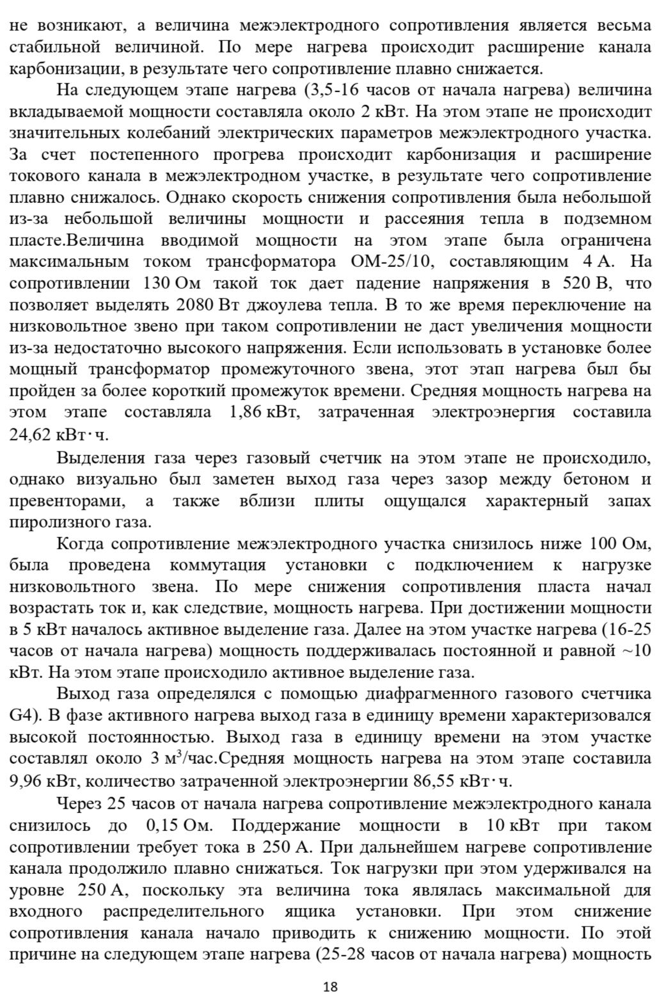 не возникают, а величина межэлектродного сопротивления является весьма
стабильной величиной. По мере нагрева происходит расширение канала
карбонизации, в результате чего сопротивление плавно снижается.
На следующем этапе нагрева (3,5-16 часов от начала нагрева) величина
вкладываемой мощности составляла около 2 кВт. На этом этапе не происходит
значительных колебаний электрических параметров межэлектродного участка.
За счет постепенного прогрева происходит карбонизация и расширение
токового канала в межэлектродном участке, в результате чего сопротивление
плавно снижалось. Однако скорость снижения сопротивления была небольшой
из-за небольшой величины мощности и рассеяния тепла в подземном
пласте.Величина вводимой мощности на этом этапе была ограничена
максимальным током трансформатора ОМ-25/10, составляющим 4 А. На
сопротивлении 130 Ом такой ток дает падение напряжения в 520 В, что
позволяет выделять 2080 Вт джоулева тепла. В то же время переключение на
низковольтное звено при таком сопротивлении не даст увеличения мощности
из-за недостаточно высокого напряжения. Если использовать в установке более
мощный трансформатор промежуточного звена, этот этап нагрева был бы
пройден за более короткий промежуток времени. Средняя мощность нагрева на
этом этапе составляла 1,86 кВт, затраченная электроэнергия составила
24,62 кВт·ч.
Выделения газа через газовый счетчик на этом этапе не происходило,
однако визуально был заметен выход газа через зазор между бетоном и
превенторами, а также вблизи плиты ощущался характерный запах
пиролизного газа.
Когда сопротивление межэлектродного участка снизилось ниже 100 Ом,
была проведена коммутация установки с подключением к нагрузке
низковольтного звена. По мере снижения сопротивления пласта начал
возрастать ток и, как следствие, мощность нагрева. При достижении мощности
в 5 кВт началось активное выделение газа. Далее на этом участке нагрева (16-25
часов от начала нагрева) мощность поддерживалась постоянной и равной ~10
кВт. На этом этапе происходило активное выделение газа.
Выход газа определялся с помощью диафрагменного газового счетчика
G4). В фазе активного нагрева выход газа в единицу времени характеризовался
высокой постоянностью. Выход газа в единицу времени на этом участке
составлял около 3 м³/час.Средняя мощность нагрева на этом этапе составила
9,96 кВт, количество затраченной электроэнергии 86,55 кВт·ч.
Через 25 часов от начала нагрева сопротивление межэлектродного канала
снизилось до 0,15 Ом. Поддержание мощности в 10 кВт при таком
сопротивлении требует тока в 250 А. При дальнейшем нагреве сопротивление
канала продолжило плавно снижаться. Ток нагрузки при этом удерживался на
уровне 250 А, поскольку эта величина тока являлась максимальной для
входного распределительного ящика установки. При этом снижение
сопротивления канала начало приводить к снижению мощности. По этой
причине на следующем этапе нагрева (25-28 часов от начала нагрева) мощность
18